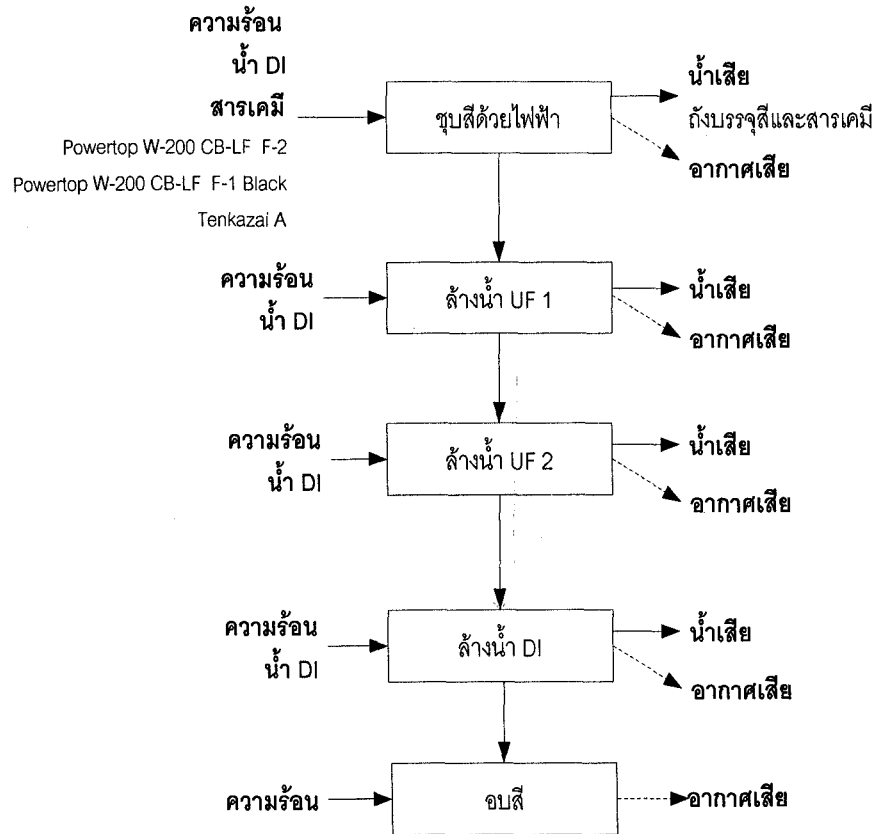 ความร้อน
น้ำ DI
สารเคมี
Powertop W-200 CB-LF F-2
Powertop W-200 CB-LF F-1 Black
Tenkazai A
ชุบสีด้วยไฟฟ้า
น้ำเสีย
ถังบรรจุสีและสารเคมี
อากาศเสีย
ความร้อน
น้ำ DI
ล้างน้ำ UF 1
น้ำเสีย
อากาศเสีย
ความร้อน
น้ำ DI
ล้างน้ำ UF 2
น้ำเสีย
อากาศเสีย
ความร้อน
น้ำ DI
ล้างน้ำ DI
น้ำเสีย
อากาศเสีย
ความร้อน
อบสี
อากาศเสีย